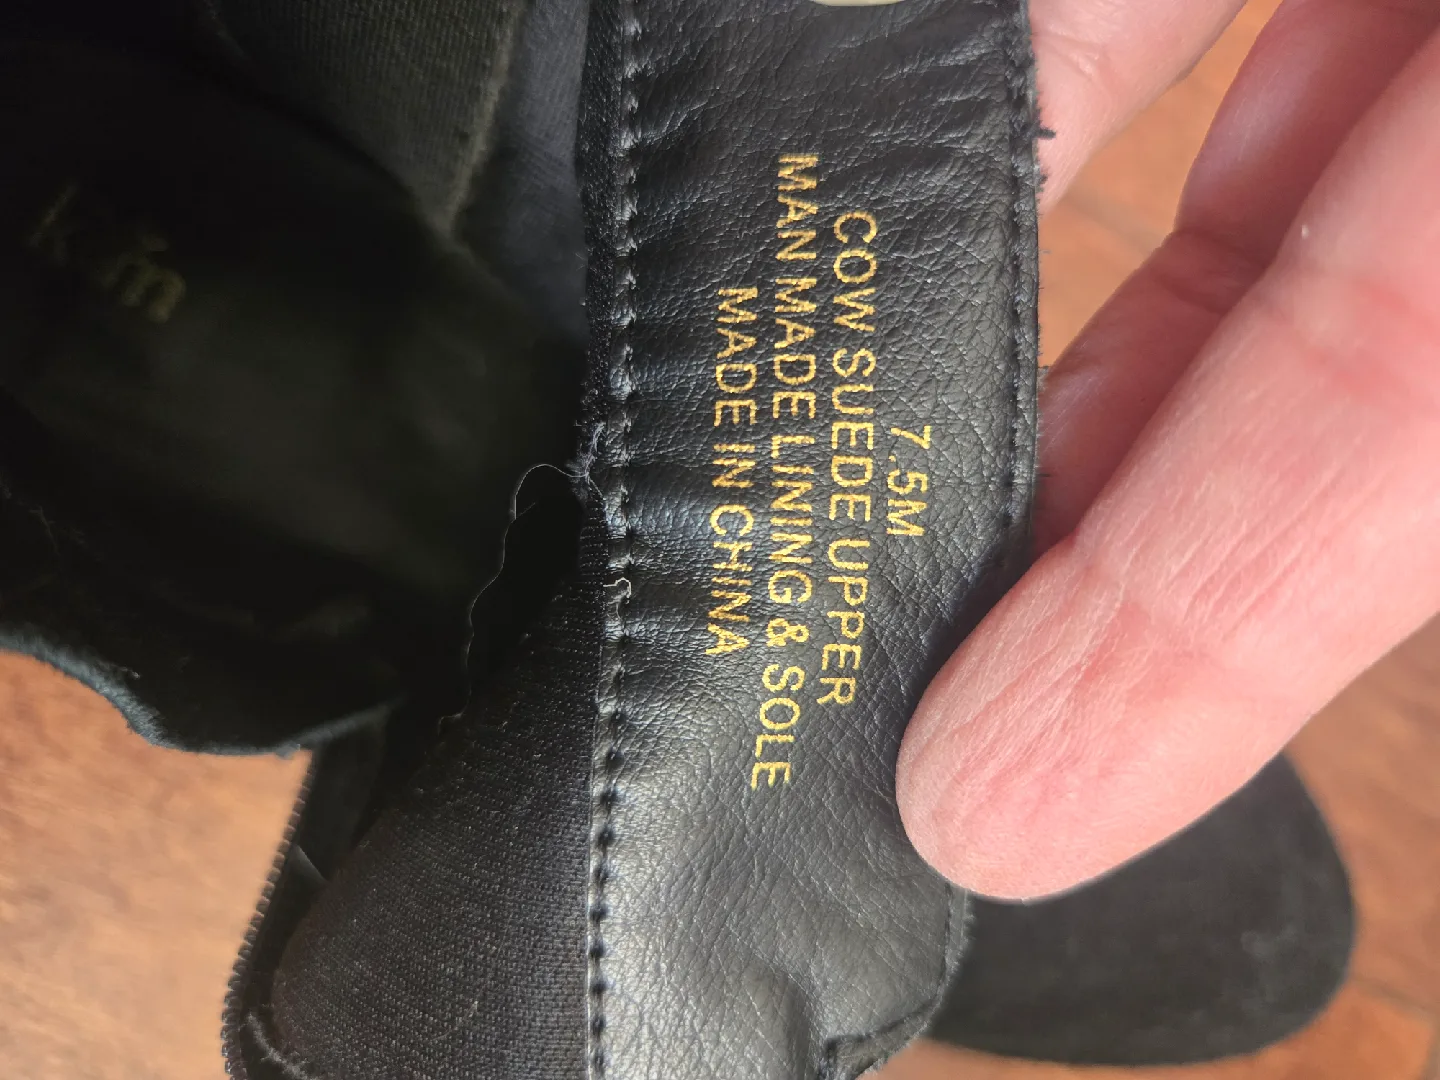 7.5M
COW SUEDE UPPER
MAN MADE LINING & SOLE
MADE IN CHINA